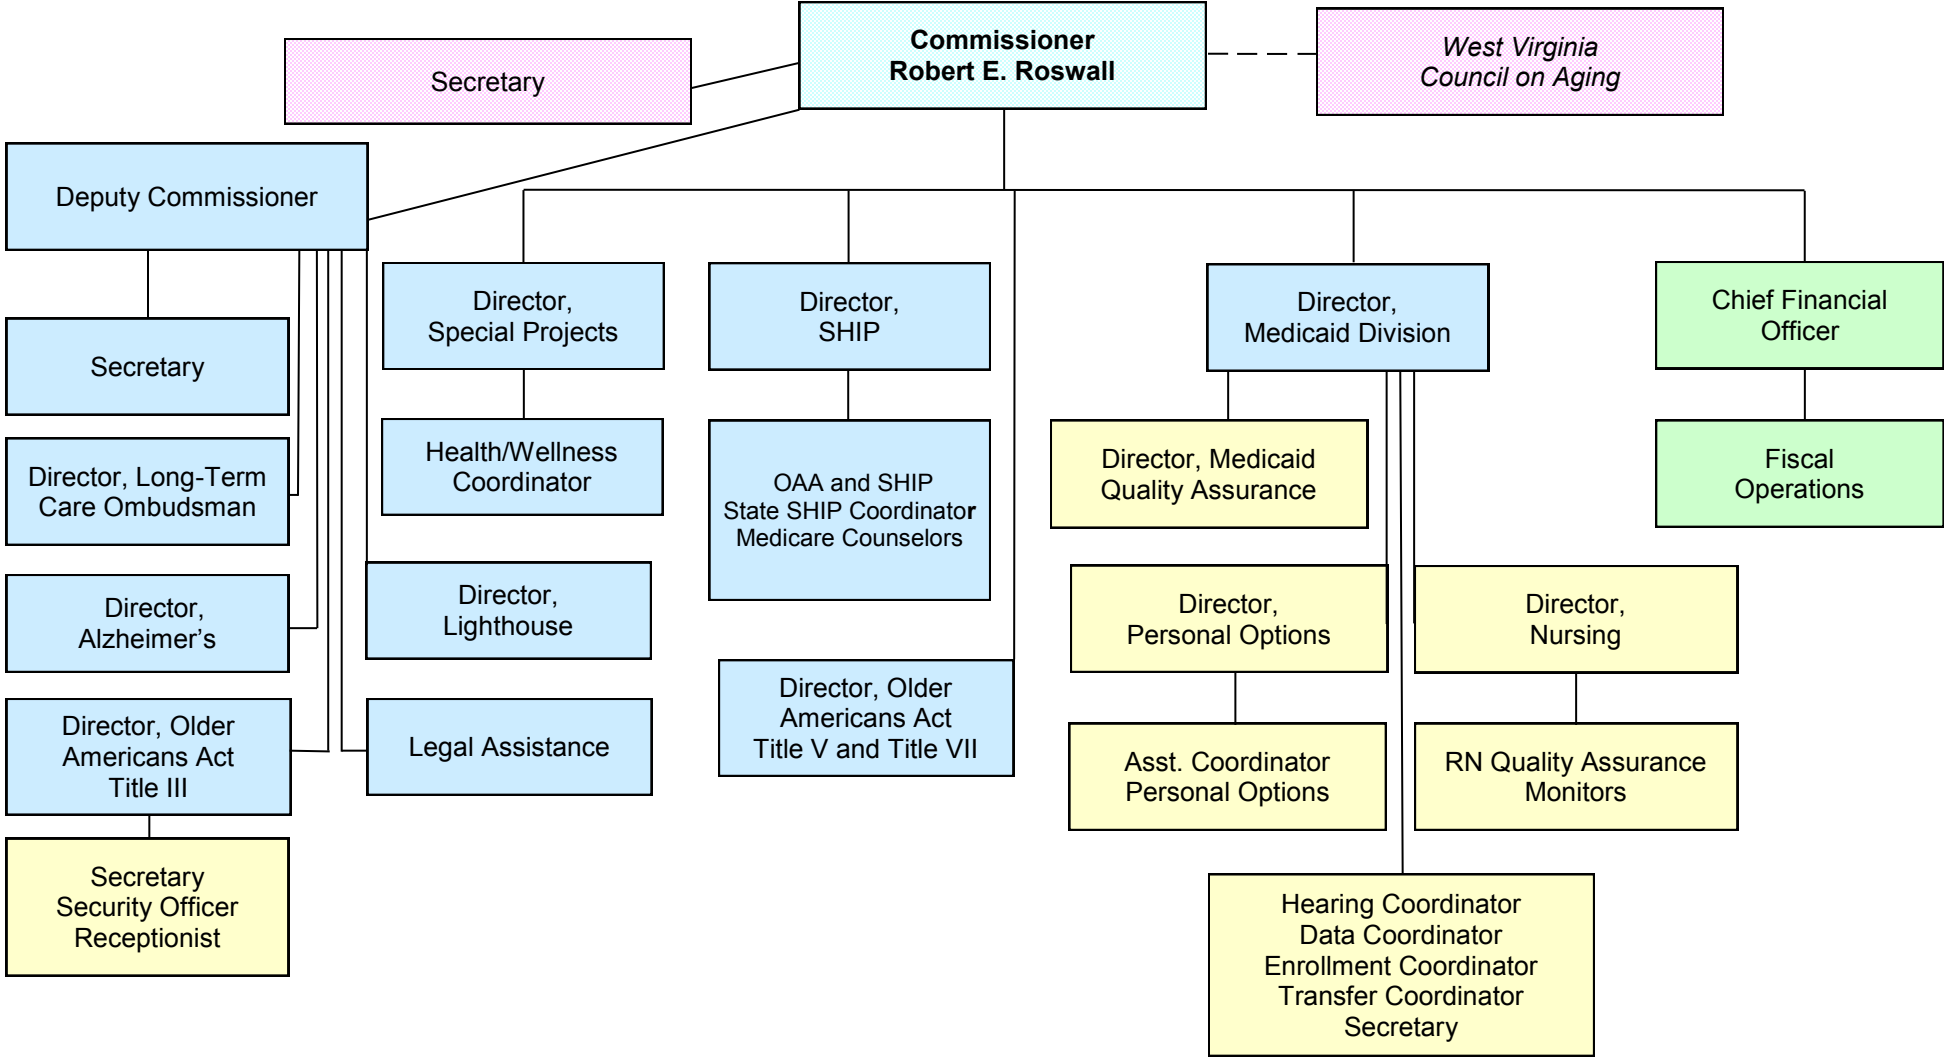 Commissioner
Robert E. Roswall
West Virginia
Council on Aging
Secretary
Deputy Commissioner
Director,
Special Projects
Director,
SHIP
Director,
Medicaid Division
Chief Financial
Officer
Secretary
Health/Wellness
Coordinator
OAA and SHIP
State SHIP Coordinator
Medicare Counselors
Director, Medicaid
Quality Assurance
Fiscal
Operations
Director, Long-Term
Care Ombudsman
Director,
Alzheimer’s
Director,
Lighthouse
Director,
Personal Options
Director,
Nursing
Director, Older
Americans Act
Title III
Legal Assistance
Director, Older
Americans Act
Title V and Title VII
Asst. Coordinator
Personal Options
RN Quality Assurance
Monitors
Secretary
Security Officer
Receptionist
Hearing Coordinator
Data Coordinator
Enrollment Coordinator
Transfer Coordinator
Secretary